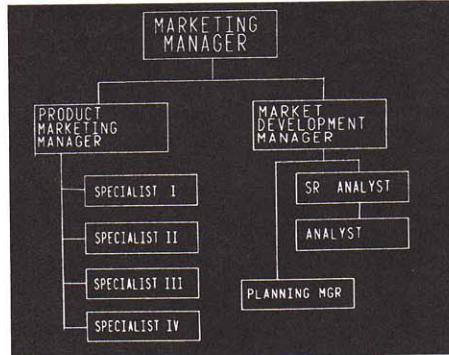 MARKETING
MANAGER
PRODUCT
MARKETING
MANAGER
SPECIALIST I
SPECIALIST II
SPECIALIST III
SPECIALIST IV
MARKET
DEVELOPMENT
MANAGER
SR ANALYST
ANALYST
PLANNING MGR